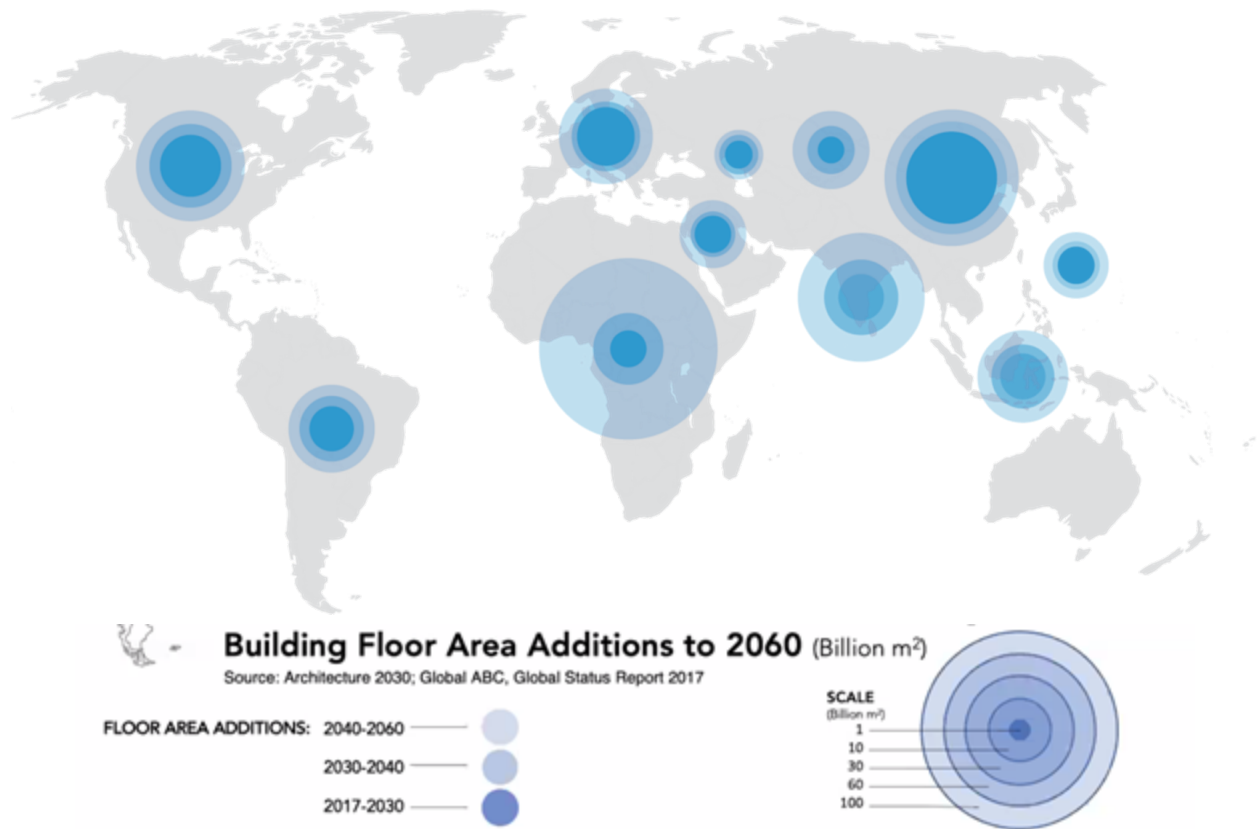 Building Floor Area Additions to 2060 (Billion m²)
Source: Architecture 2030; Global ABC, Global Status Report 2017
FLOOR AREA ADDITIONS: 2040-2060
2030-2040
2017-2030
SCALE
(Billion m²)
1
10
30
60
100